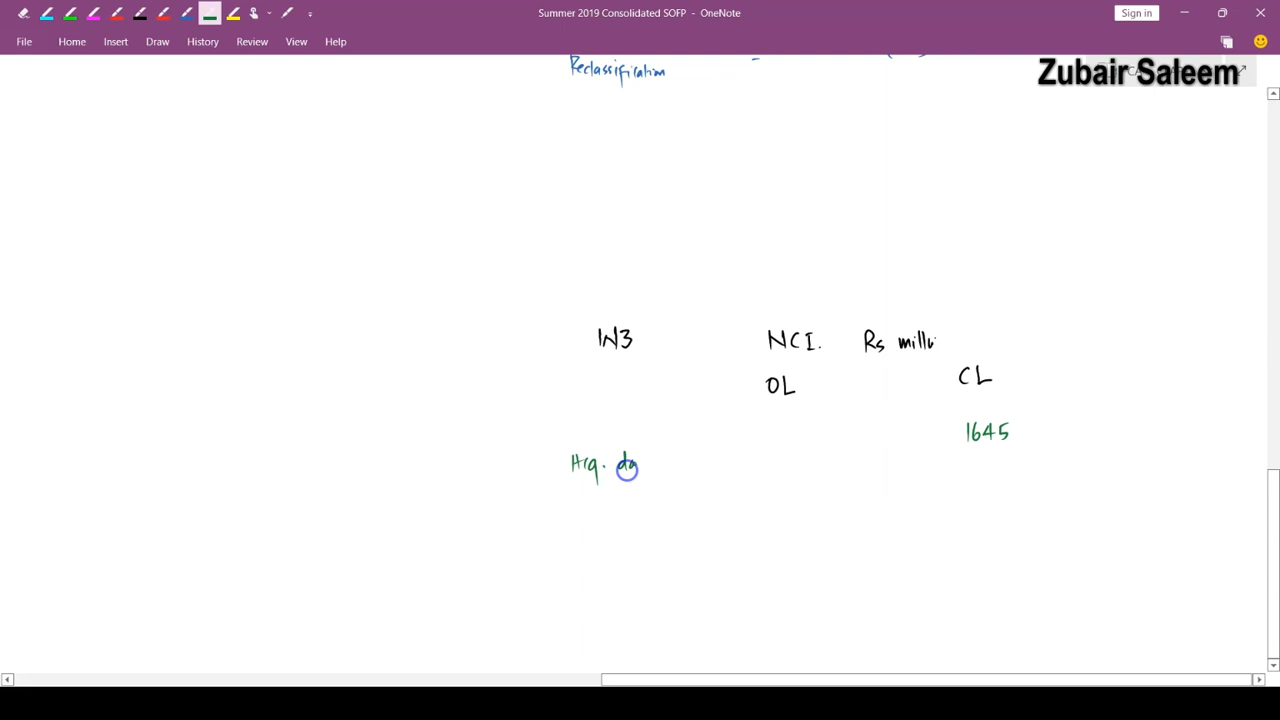 Summer 2019 Consolidated SOFP - OneNote
Sign in
File Home Insert Draw History Review View Help
Reclassification
Zubair Saleem
W3 NCI. Rs millu
OL CL
1645
Acq. da